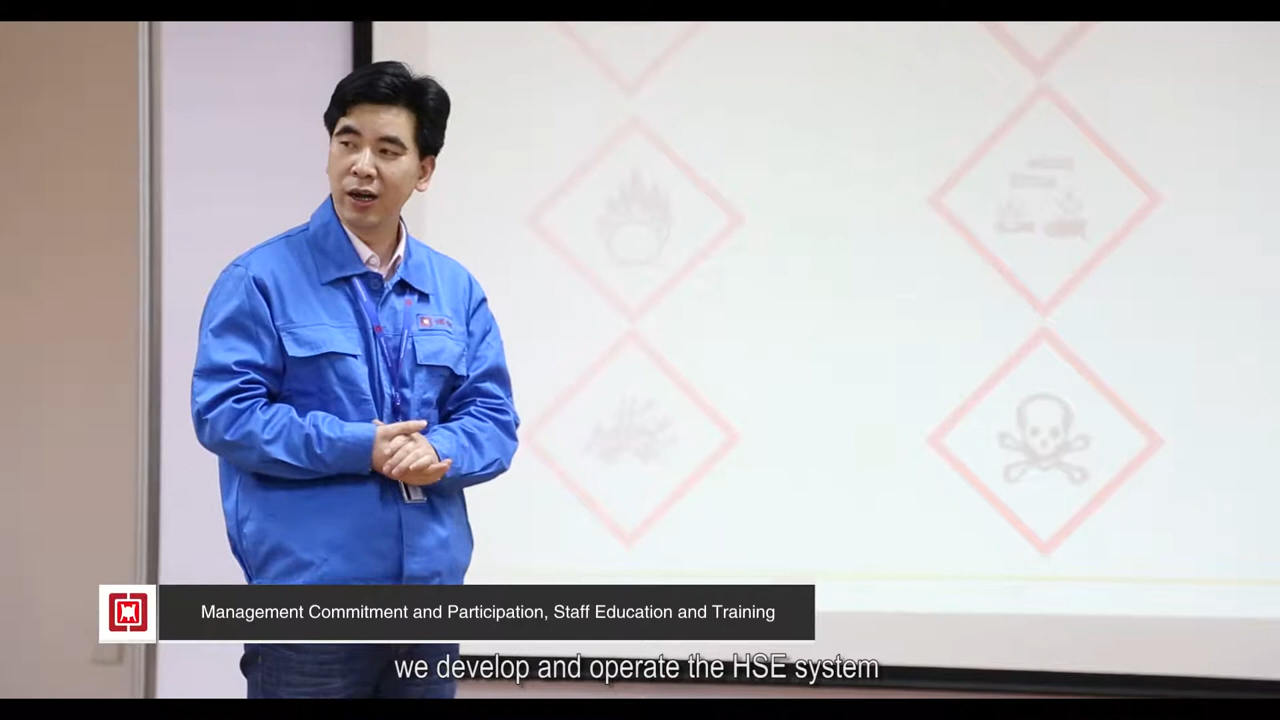 Management Commitment and Participation, Staff Education and Training
we develop and operate the HSE system